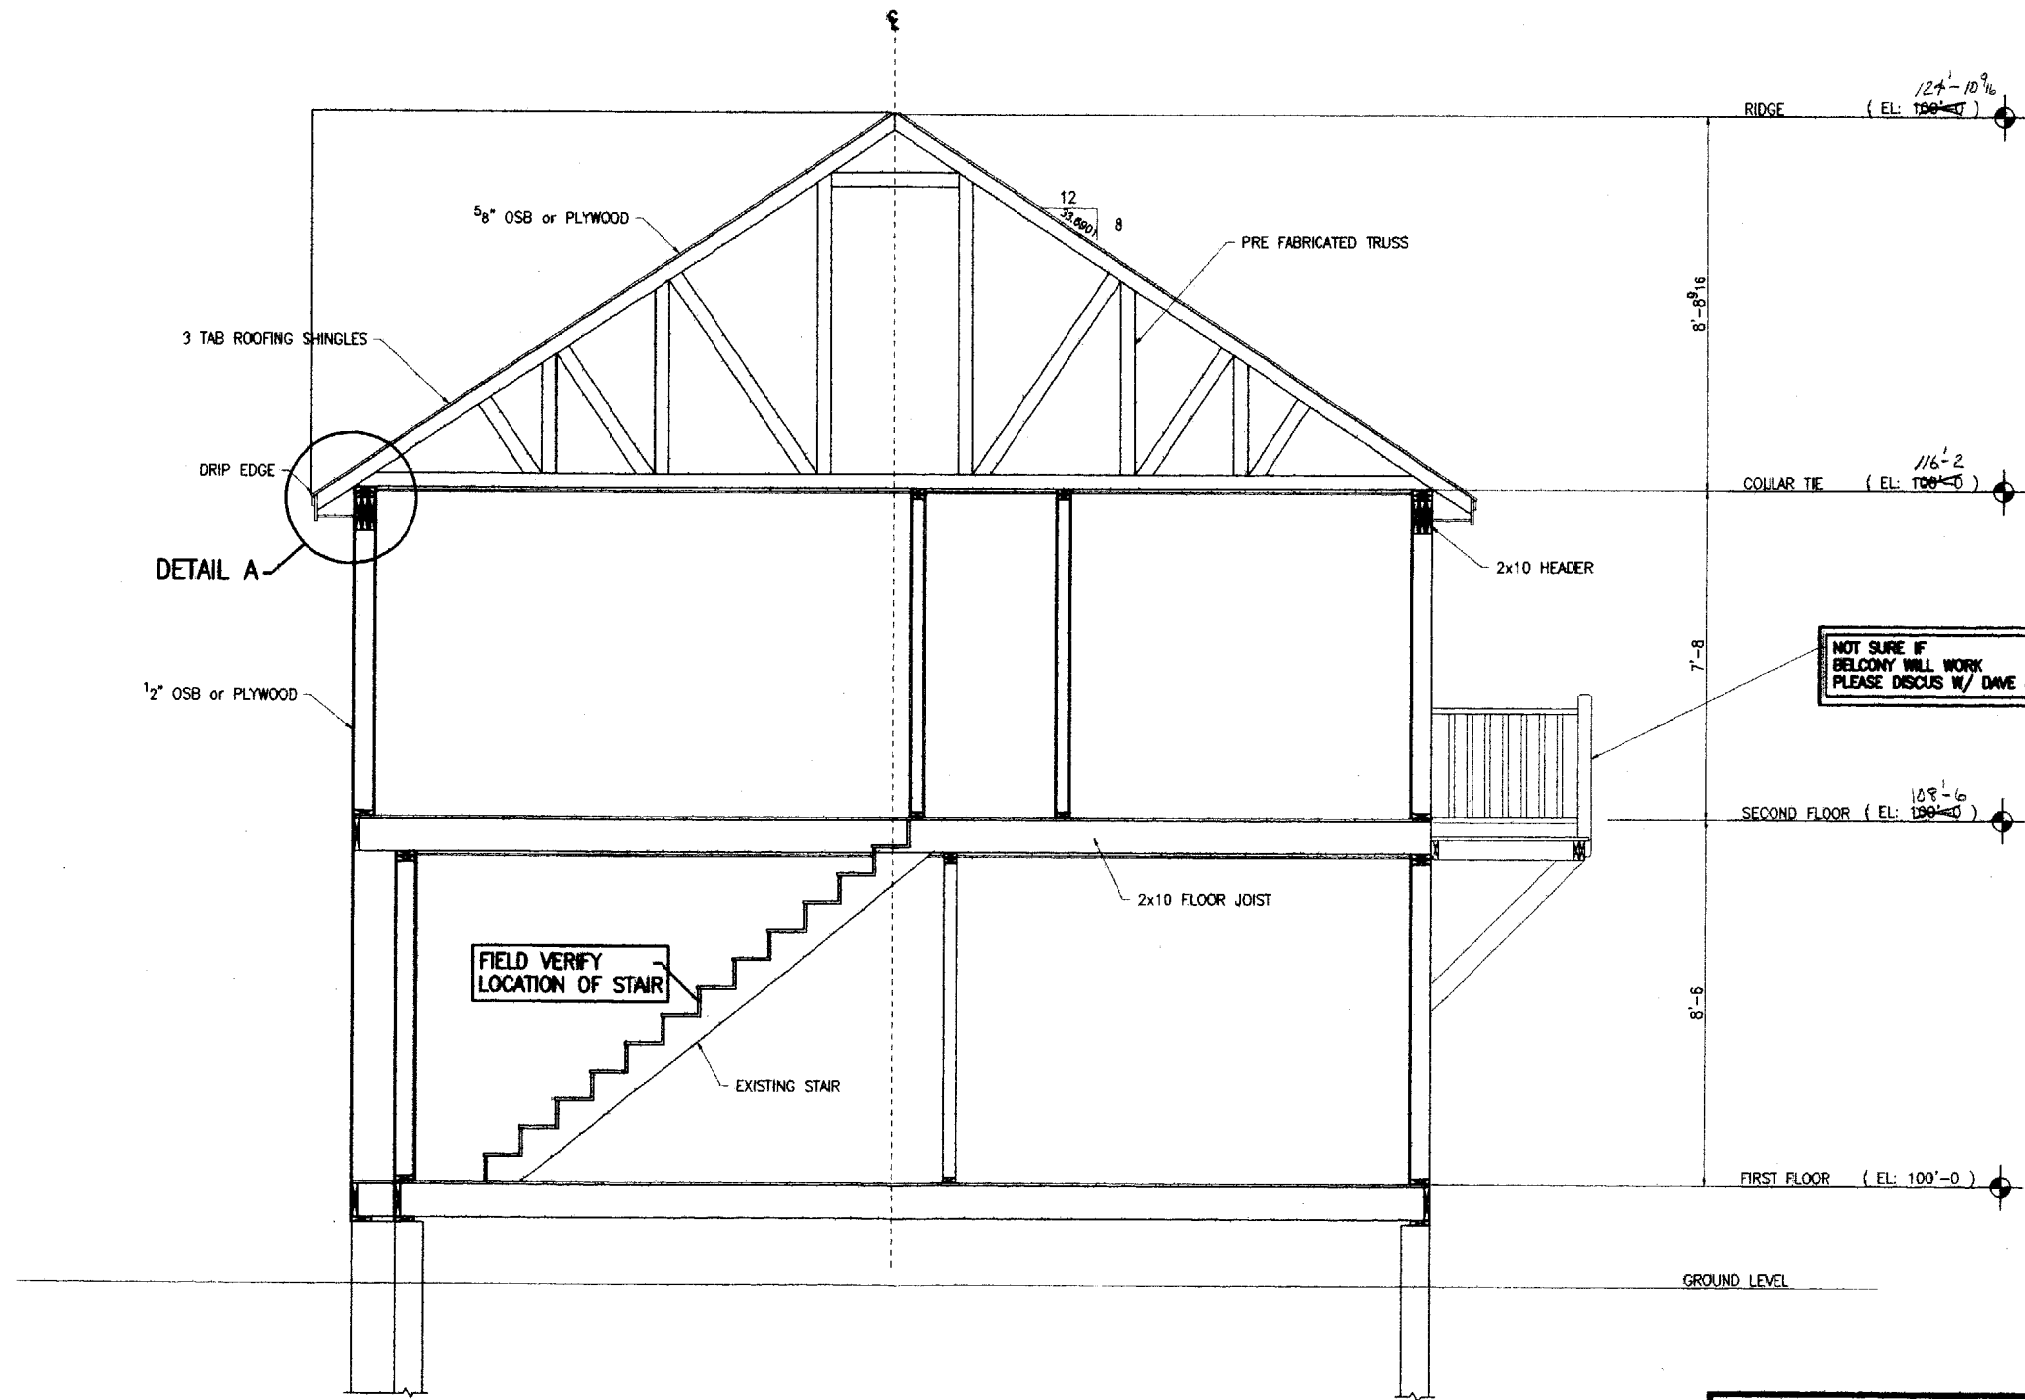 ℄
124'-10 9/16
RIDGE ( EL: 100'-0 )
12
33.6901
8
5/8" OSB or PLYWOOD
PRE FABRICATED TRUSS
8'-8 9/16
3 TAB ROOFING SHINGLES
DRIP EDGE
116'-2
COLLAR TIE ( EL: 100'-0 )
DETAIL A
2x10 HEADER
NOT SURE IF
BELCONY WILL WORK
PLEASE DISCUS W/ DAVE
7'-8
1/2" OSB or PLYWOOD
108'-6
SECOND FLOOR ( EL: 100'-0 )
2x10 FLOOR JOIST
FIELD VERIFY
LOCATION OF STAIR
8'-6
EXISTING STAIR
FIRST FLOOR ( EL: 100'-0 )
GROUND LEVEL